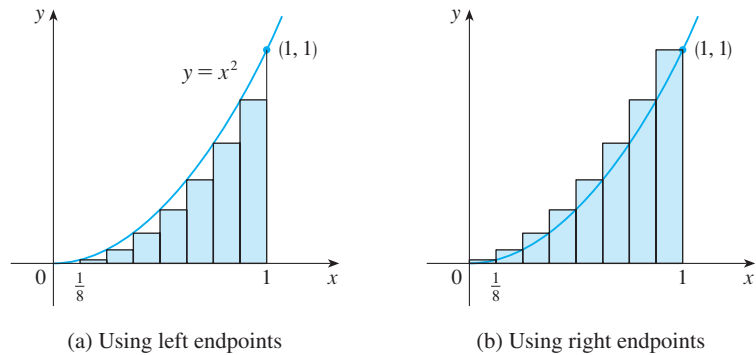 y
(1, 1)
y = x²
0
1/8
1
x
(a) Using left endpoints
y
(1, 1)
0
1/8
1
x
(b) Using right endpoints